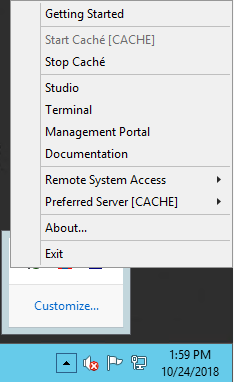 Getting Started
Start Caché [CACHE]
Stop Caché
Studio
Terminal
Management Portal
Documentation
Remote System Access
Preferred Server [CACHE]
About...
Exit
Customize...
1:59 PM
10/24/2018